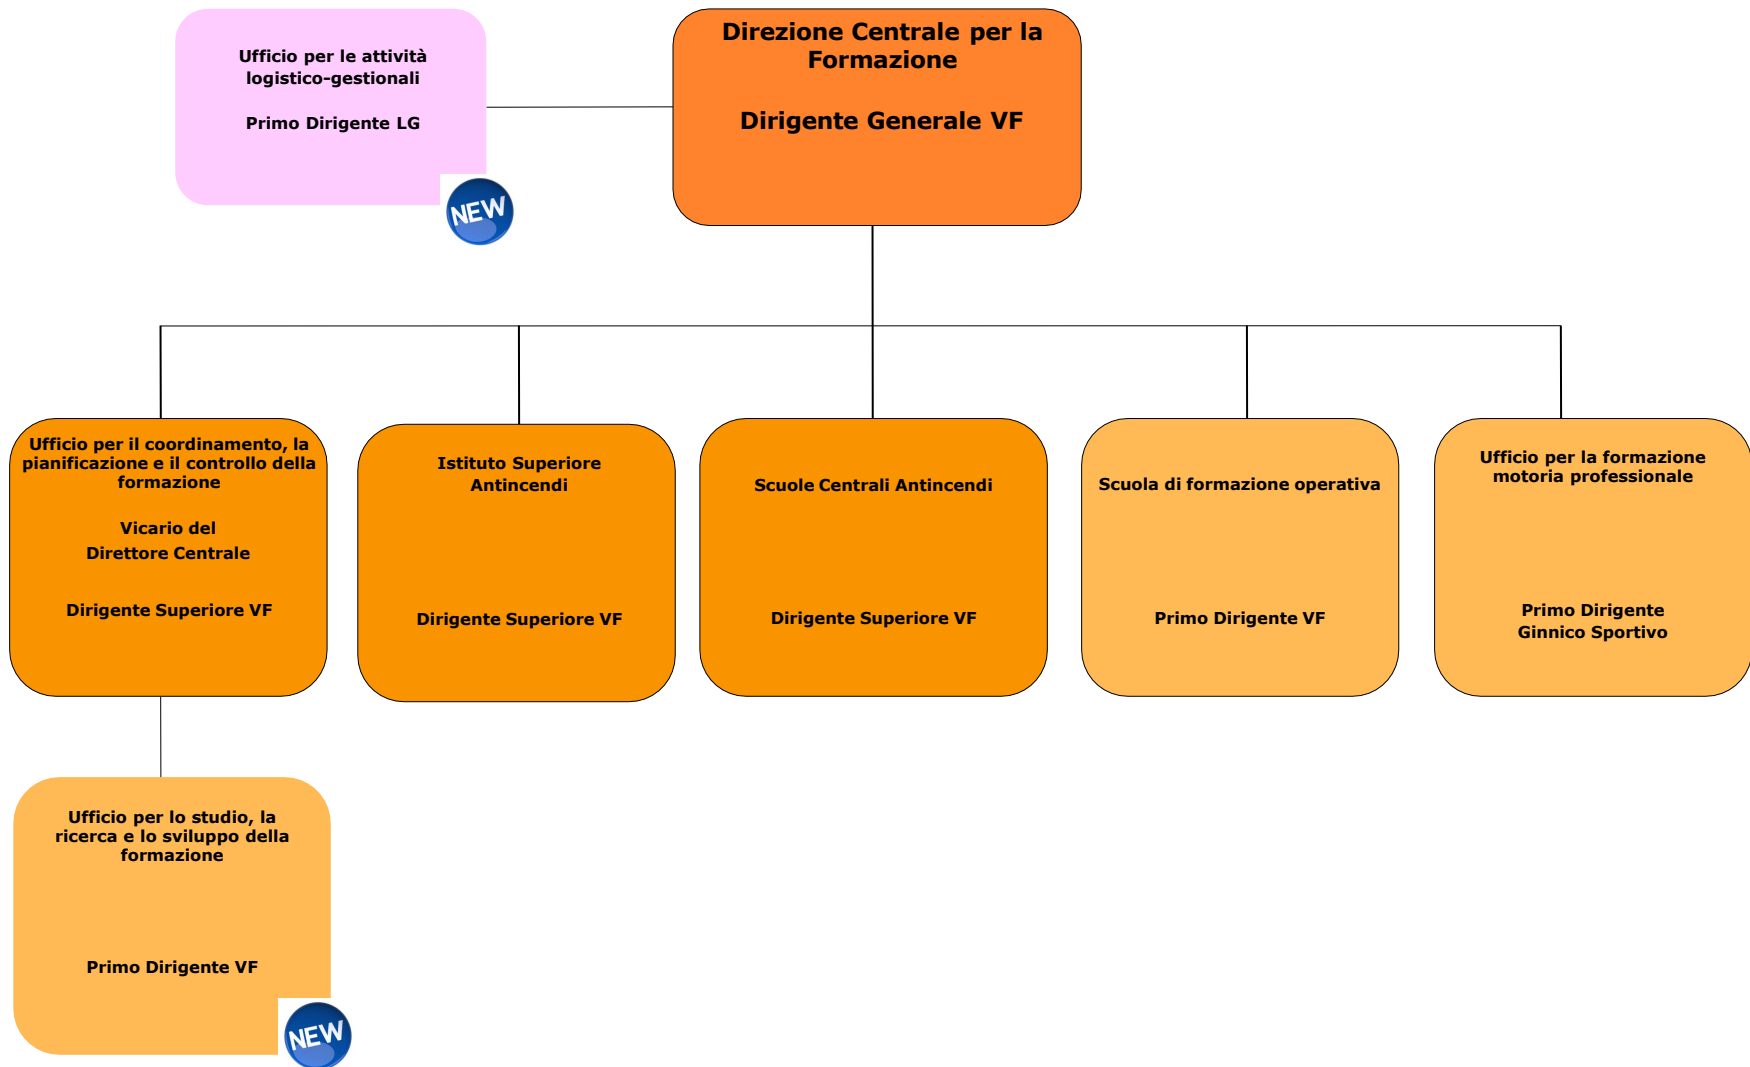 Ufficio per le attività
logistico-gestionali
Primo Dirigente LG
NEW
Direzione Centrale per la
Formazione
Dirigente Generale VF
Ufficio per il coordinamento, la
pianificazione e il controllo della
formazione
Vicario del
Direttore Centrale
Dirigente Superiore VF
Istituto Superiore
Antincendi
Dirigente Superiore VF
Scuole Centrali Antincendi
Dirigente Superiore VF
Scuola di formazione operativa
Primo Dirigente VF
Ufficio per la formazione
motoria professionale
Primo Dirigente
Ginnico Sportivo
Ufficio per lo studio, la
ricerca e lo sviluppo della
formazione
Primo Dirigente VF
NEW